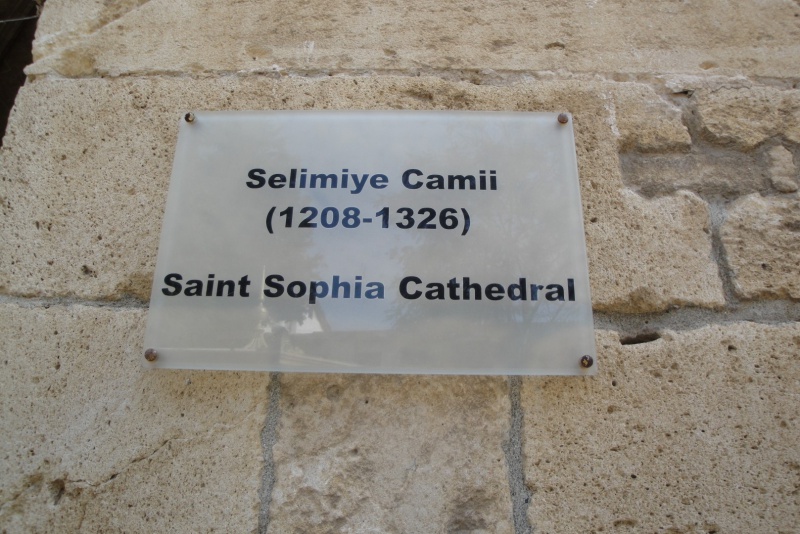 Selimiye Camii
(1208-1326)
Saint Sophia Cathedral